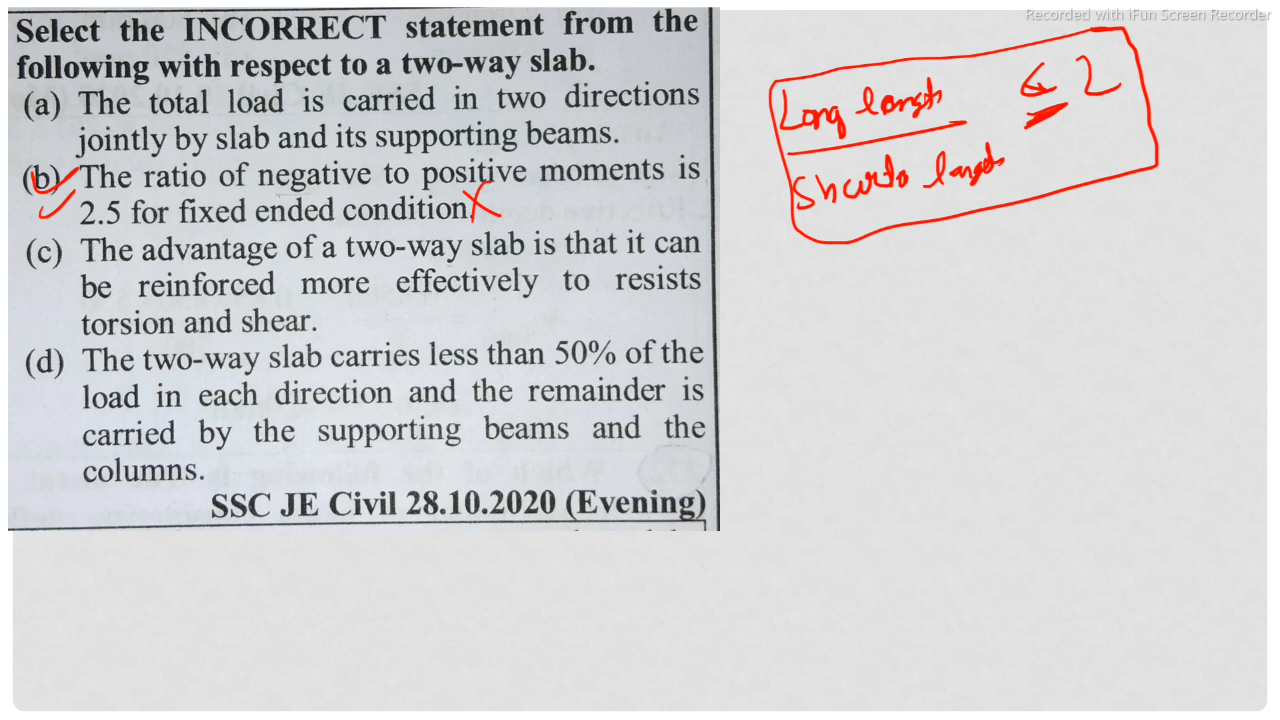 Recorded with iFun Screen Recorder
Select the INCORRECT statement from the
following with respect to a two-way slab.
(a) The total load is carried in two directions
jointly by slab and its supporting beams.
(b) The ratio of negative to positive moments is
2.5 for fixed ended condition.
(c) The advantage of a two-way slab is that it can
be reinforced more effectively to resists
torsion and shear.
(d) The two-way slab carries less than 50% of the
load in each direction and the remainder is
carried by the supporting beams and the
columns.
SSC JE Civil 28.10.2020 (Evening)
Long length
≤ 2
length